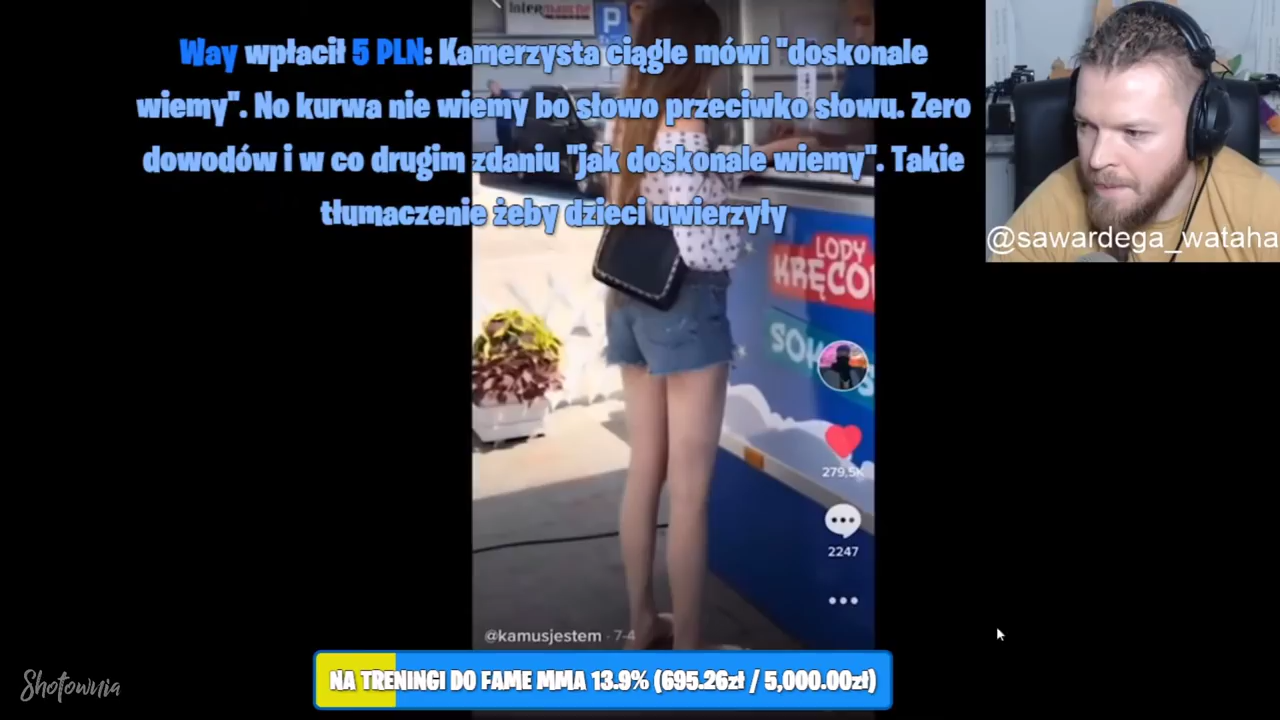 Intermarché
P
Way wpłacił 5 PLN: Kamerzysta ciągle mówi "doskonale
wiemy". No kurwa nie wiemy bo słowo przeciwko słowu. Zero
dowodów i w co drugim zdaniu "jak doskonale wiemy". Takie
tłumaczenie żeby dzieci uwierzyły
@sawardega_wataha
LODY
KRĘCO
279,5K
2247
@kamusjestem · 7-4
NA TRENINGI DO FAME MMA 13.9% (695.26zł / 5,000.00zł)
Shotownia